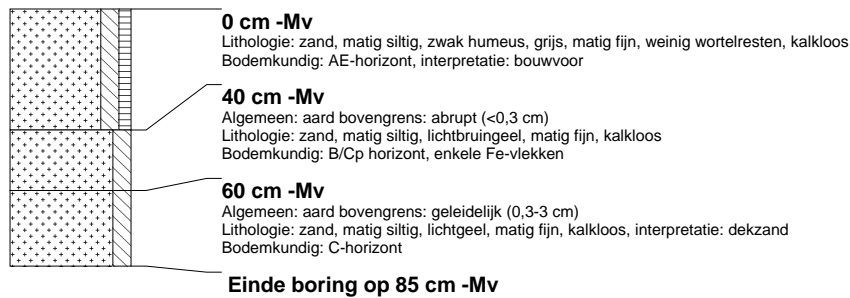 0 cm -Mv
Lithologie: zand, matig siltig, zwak humeus, grijs, matig fijn, weinig wortelresten, kalkloos
Bodemkundig: AE-horizont, interpretatie: bouwvoor
40 cm -Mv
Algemeen: aard bovengrens: abrupt (<0,3 cm)
Lithologie: zand, matig siltig, lichtbruingeel, matig fijn, kalkloos
Bodemkundig: B/Cp horizont, enkele Fe-vlekken
60 cm -Mv
Algemeen: aard bovengrens: geleidelijk (0,3-3 cm)
Lithologie: zand, matig siltig, lichtgeel, matig fijn, kalkloos, interpretatie: dekzand
Bodemkundig: C-horizont
Einde boring op 85 cm -Mv